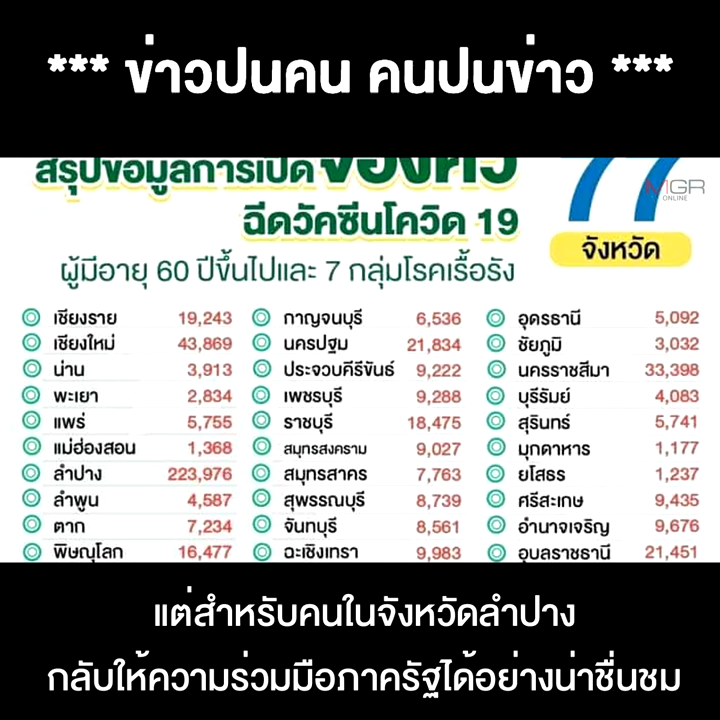 *** ข่าวปนคน คนปนข่าว ***
สรุปข้อมูลการเปิดจองคิว
77
MGR
ONLINE
ฉีดวัคซีนโควิด 19
จังหวัด
ผู้มีอายุ 60 ปีขึ้นไปและ 7 กลุ่มโรคเรื้อรัง
เชียงราย 19,243 กาญจนบุรี 6,536 อุดรธานี 5,092
เชียงใหม่ 43,869 นครปฐม 21,834 ชัยภูมิ 3,032
น่าน 3,913 ประจวบคีรีขันธ์ 9,222 นครราชสีมา 33,398
พะเยา 2,834 เพชรบุรี 9,288 บุรีรัมย์ 4,083
แพร่ 5,755 ราชบุรี 18,475 สุรินทร์ 5,741
แม่ฮ่องสอน 1,368 สมุทรสงคราม 9,027 มุกดาหาร 1,177
ลำปาง 223,976 สมุทรสาคร 7,763 ยโสธร 1,237
ลำพูน 4,587 สุพรรณบุรี 8,739 ศรีสะเกษ 9,435
ตาก 7,234 จันทบุรี 8,561 อำนาจเจริญ 9,676
พิษณุโลก 16,477 ฉะเชิงเทรา 9,983 อุบลราชธานี 21,451
แต่สำหรับคนในจังหวัดลำปาง
กลับให้ความร่วมมือภาครัฐได้อย่างน่าชื่นชม